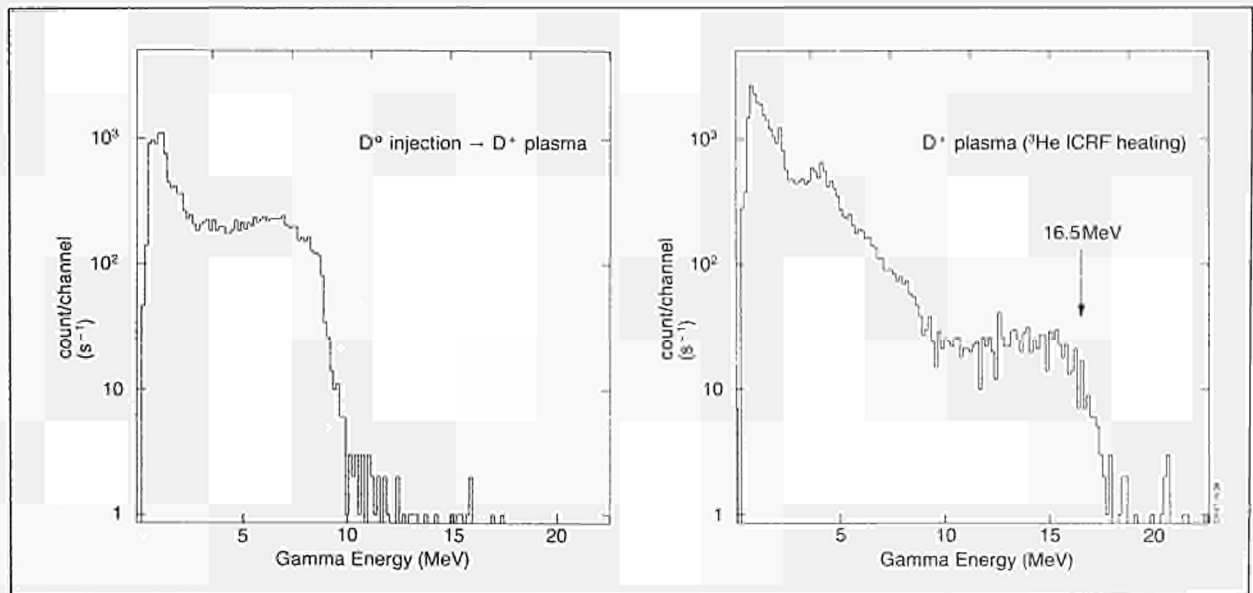 D° injection → D⁺ plasma
10³
10²
10
1
count/channel
(s⁻¹)
5
10
15
20
Gamma Energy (MeV)
D⁺ plasma (³He ICRF heating)
16.5MeV
10³
10²
10
1
count/channel
(s⁻¹)
5
10
15
20
Gamma Energy (MeV)